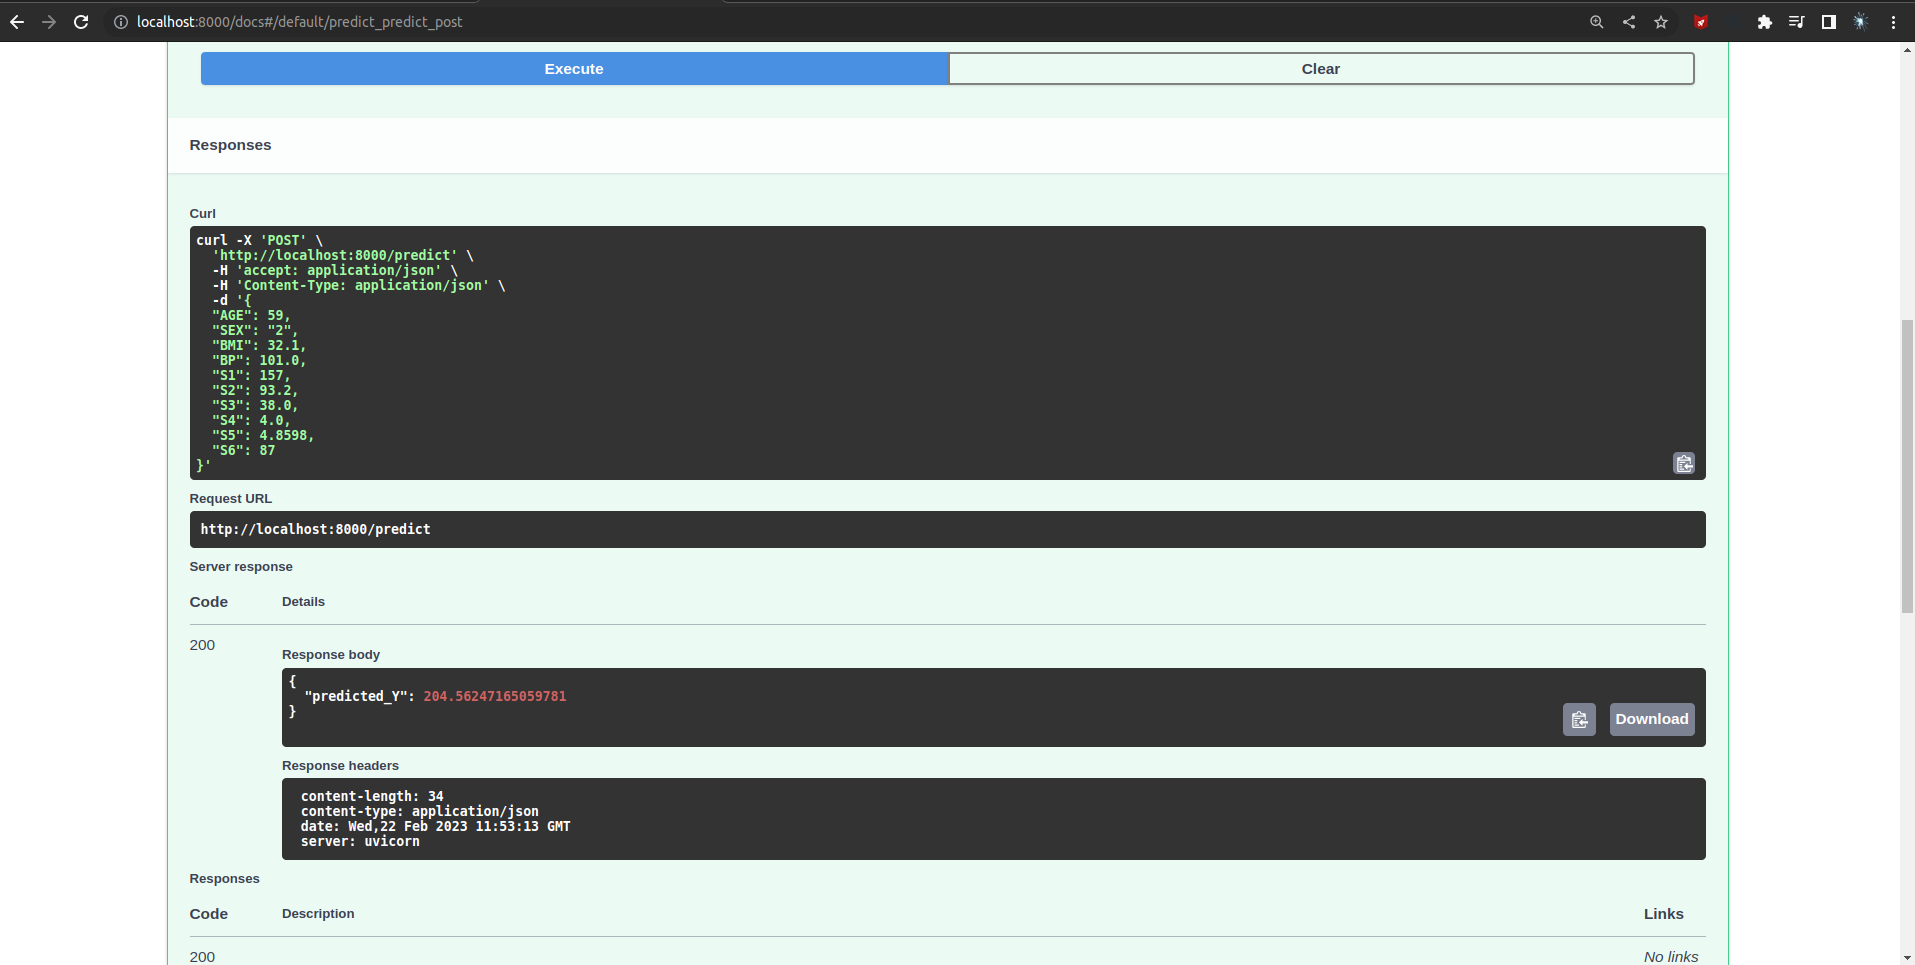 localhost:8000/docs#/default/predict_predict_post
Execute
Clear
Responses
Curl
curl -X 'POST' \
  'http://localhost:8000/predict' \
  -H 'accept: application/json' \
  -H 'Content-Type: application/json' \
  -d '{
  "AGE": 59,
  "SEX": "2",
  "BMI": 32.1,
  "BP": 101.0,
  "S1": 157,
  "S2": 93.2,
  "S3": 38.0,
  "S4": 4.0,
  "S5": 4.8598,
  "S6": 87
}'
Request URL
http://localhost:8000/predict
Server response
Code Details
200
Response body
{
  "predicted_Y": 204.56247165059781
}
Download
Response headers
content-length: 34
content-type: application/json
date: Wed,22 Feb 2023 11:53:13 GMT
server: uvicorn
Responses
Code Description Links
200 No links